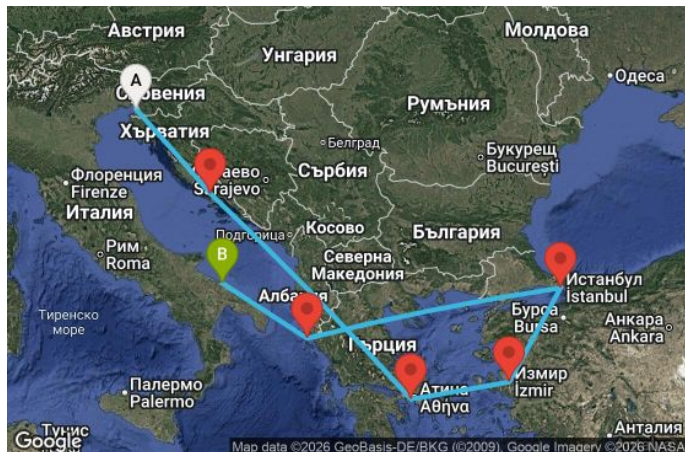 Австрия
Молдова
Унгария
Одеса
A
Словения
Румъния
Хърватия
Белград
Букурещ
Bucureşti
Флоренция
Firenze
Sarajevo
Сърбия
Италия
Подгорица
Косово
България
Рим
Roma
B
Северна
Македония
Истанбул
İstanbul
Албания
Бурса
Bursa
Анкара
Ankara
Тиренско
море
Гърция
Измир
İzmir
Атина
Αθήνα
Палермо
Palermo
Анталия
Тунис
Google
Map data ©2026 GeoBasis-DE/BKG (©2009), Google Imagery ©2026 NASA